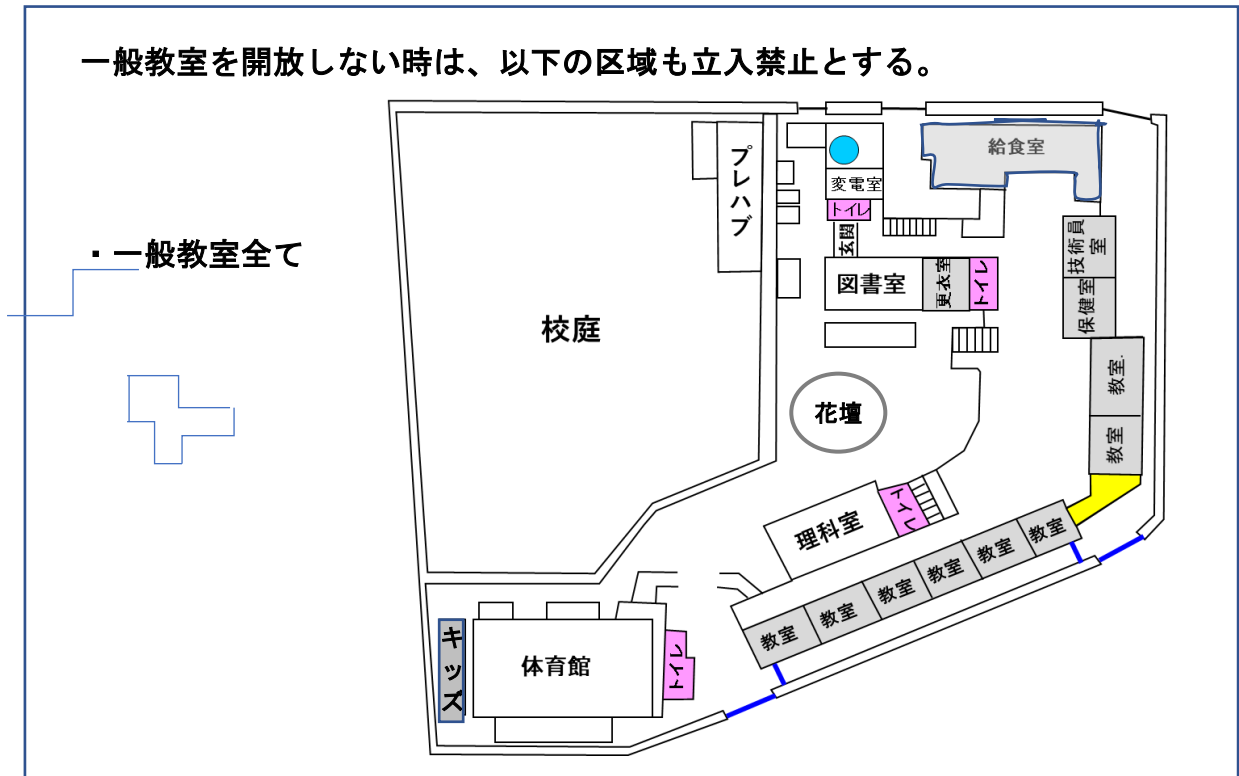 一般教室を開放しない時は、以下の区域も立入禁止とする。
・一般教室全て
プレハブ
変電室
トイレ
玄関
給食室
図書室
更衣室
トイレ
技術員室
保健室
校庭
教室.
教室
花壇
理科室
トイレ
教室
教室
教室
教室
教室
教室
キッズ
体育館
トイレ